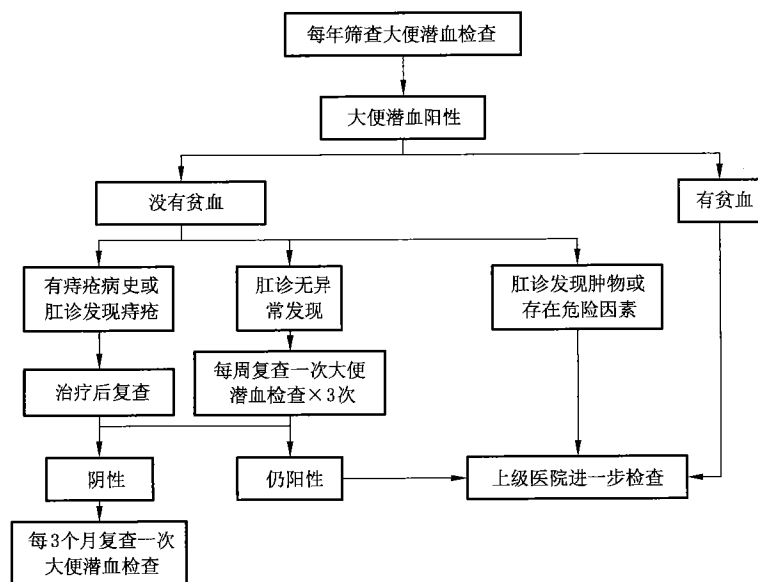 每年筛查大便潜血检查
大便潜血阳性
没有贫血
有贫血
有痔疮病史或
肛诊发现痔疮
肛诊无异
常发现
肛诊发现肿物或
存在危险因素
治疗后复查
每周复查一次大便
潜血检查×3次
阴性
仍阳性
上级医院进一步检查
每3个月复查一次
大便潜血检查